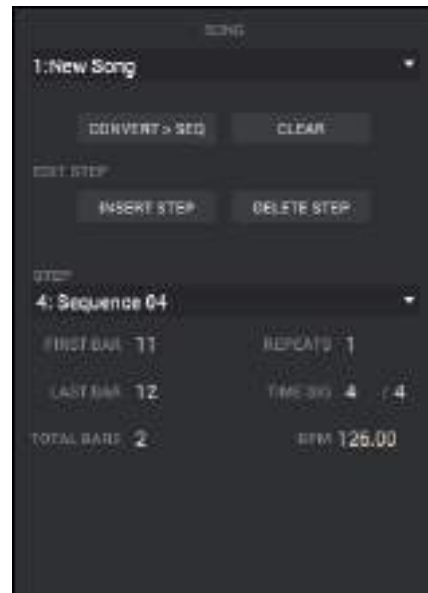 SONG
1:New Song
CONVERT > SEQ CLEAR
EDIT STEP
INSERT STEP DELETE STEP
STEP
4: Sequence 04
FIRST BAR 11 REPEATS 1
LAST BAR 12 TIME SIG 4 / 4
TOTAL BARS 2 BPM 126.00